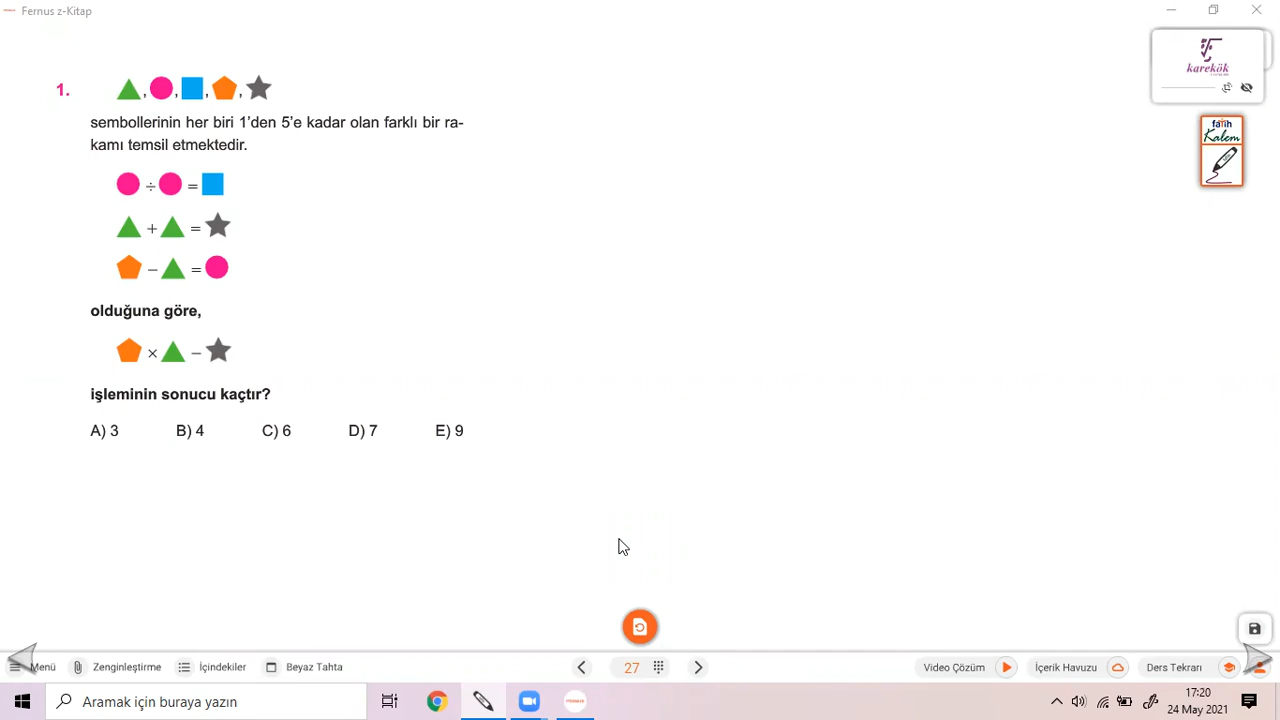 Fernus z-Kitap
karekök
fatih
Kalem
1. , , , ,
sembollerinin her biri 1’den 5’e kadar olan farklı bir ra-
kamı temsil etmektedir.
÷ =
+ =
− =
olduğuna göre,
× −
işleminin sonucu kaçtır?
A) 3 B) 4 C) 6 D) 7 E) 9
Menü Zenginleştirme İçindekiler Beyaz Tahta 27 Video Çözüm İçerik Havuzu Ders Tekrarı
Aramak için buraya yazın
17:20
24 May 2021